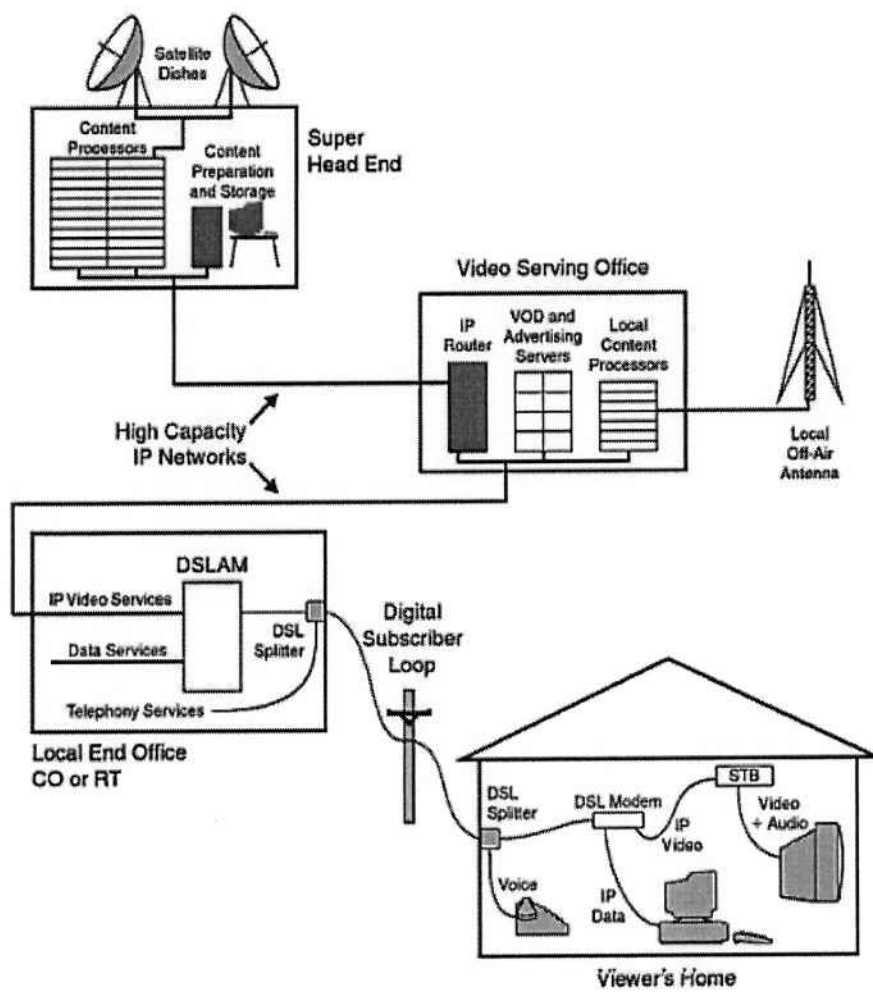 Satellite
Dishes
Content
Processors
Content
Preparation
and Storage
Super
Head End
Video Serving Office
IP
Router
VOD and
Advertising
Servers
Local
Content
Processors
High Capacity
IP Networks
Local
Off-Air
Antenna
DSLAM
IP Video Services
Data Services
DSL
Splitter
Telephony Services
Local End Office
CO or RT
Digital
Subscriber
Loop
DSL
Splitter
DSL Modem
STB
Video
+ Audio
IP
Video
Voice
IP
Data
Viewer's Home